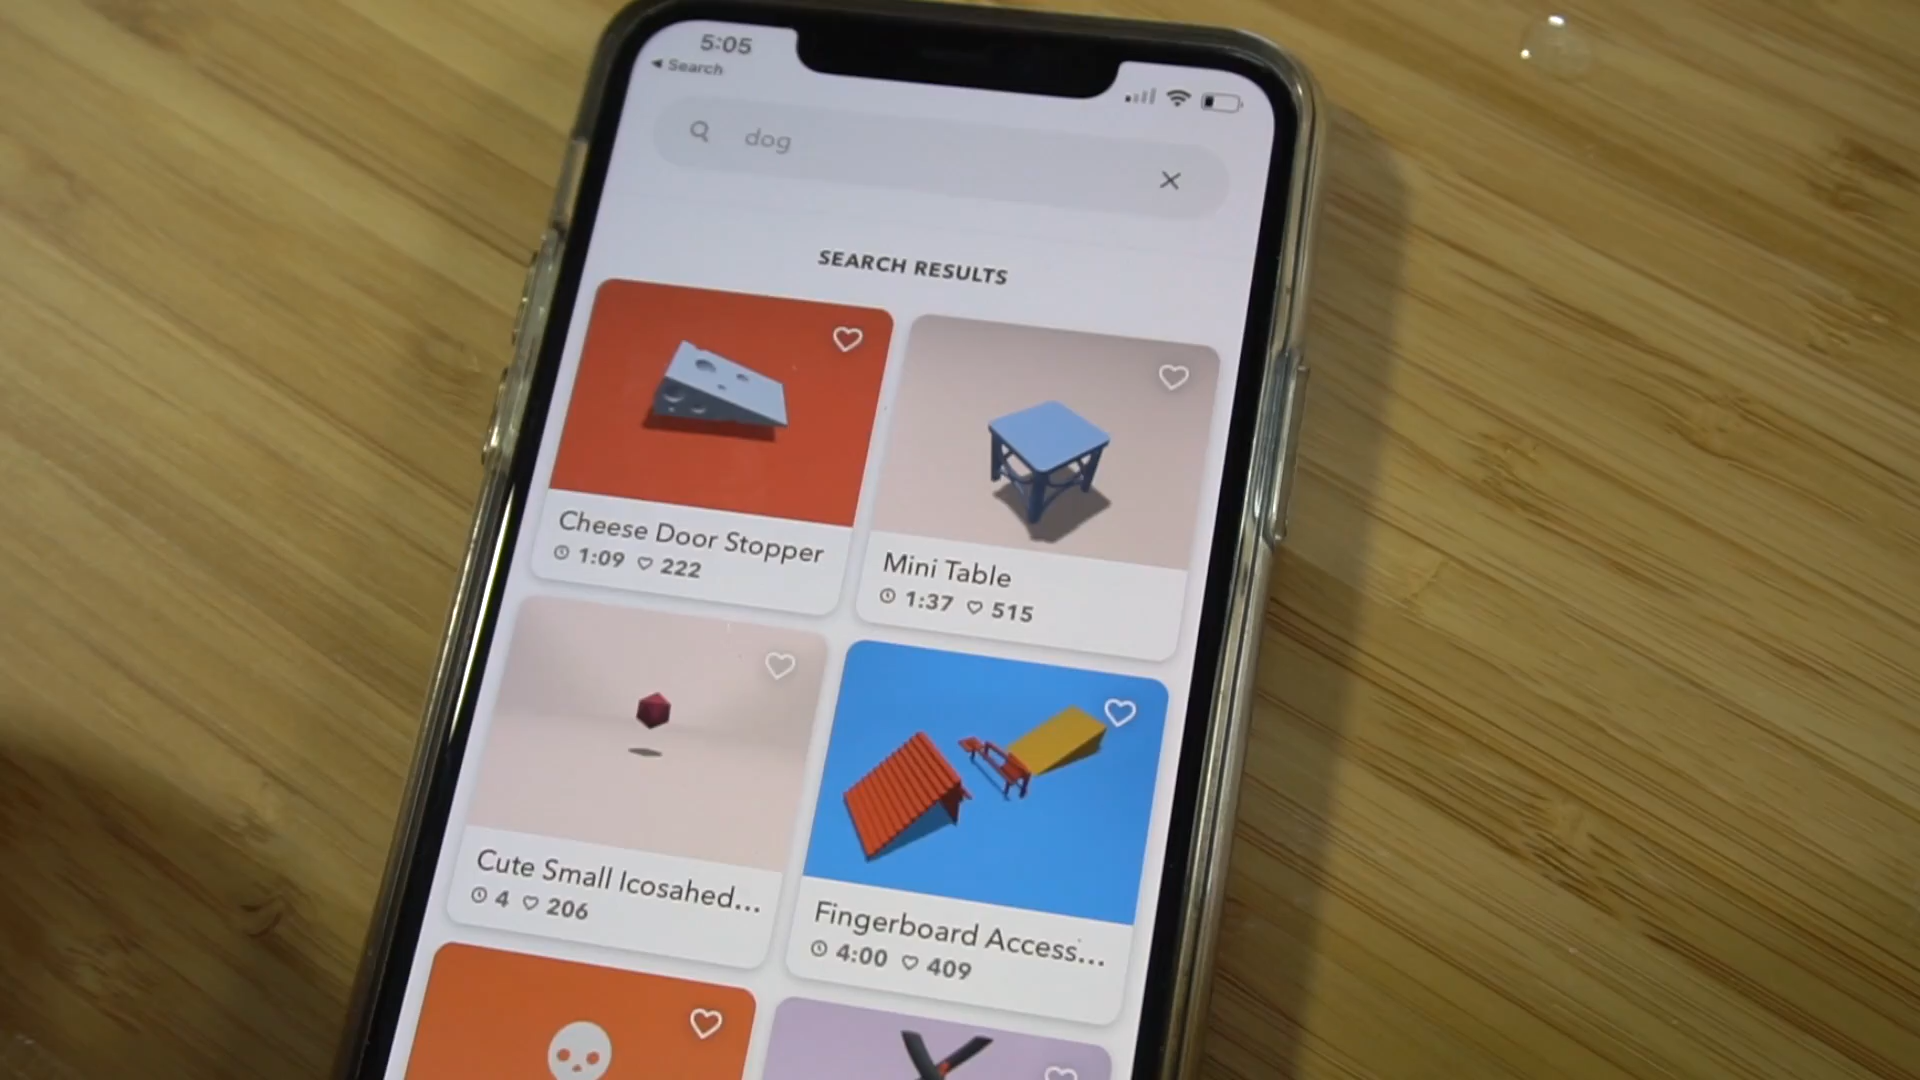 5:05
Search
dog
SEARCH RESULTS
Cheese Door Stopper
1:09 222
Mini Table
1:37 515
Cute Small Icosahed...
4 206
Fingerboard Access...
4:00 409